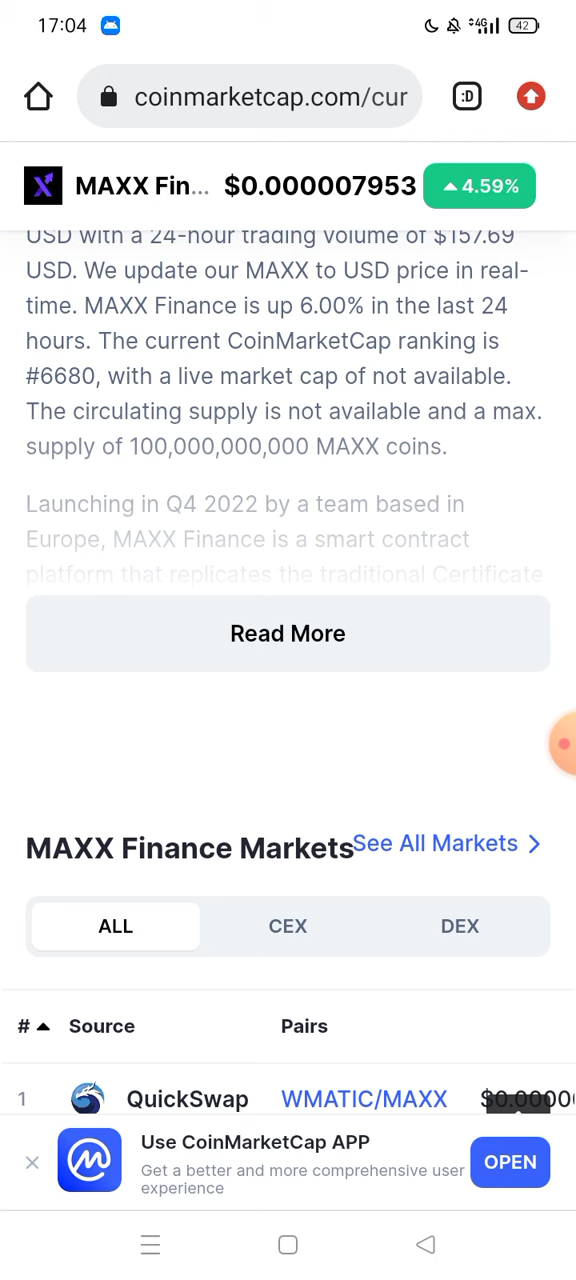 17:04
4G
42
coinmarketcap.com/cur
:D
MAXX Fin... $0.000007953 4.59%
USD with a 24-hour trading volume of $157.69
USD. We update our MAXX to USD price in real-
time. MAXX Finance is up 6.00% in the last 24
hours. The current CoinMarketCap ranking is
#6680, with a live market cap of not available.
The circulating supply is not available and a max.
supply of 100,000,000,000 MAXX coins.
Launching in Q4 2022 by a team based in
Europe, MAXX Finance is a smart contract
platform that replicates the traditional Certificate
Read More
MAXX Finance Markets See All Markets
ALL CEX DEX
# Source Pairs
1 QuickSwap WMATIC/MAXX $0.0000
Use CoinMarketCap APP
Get a better and more comprehensive user
experience
OPEN